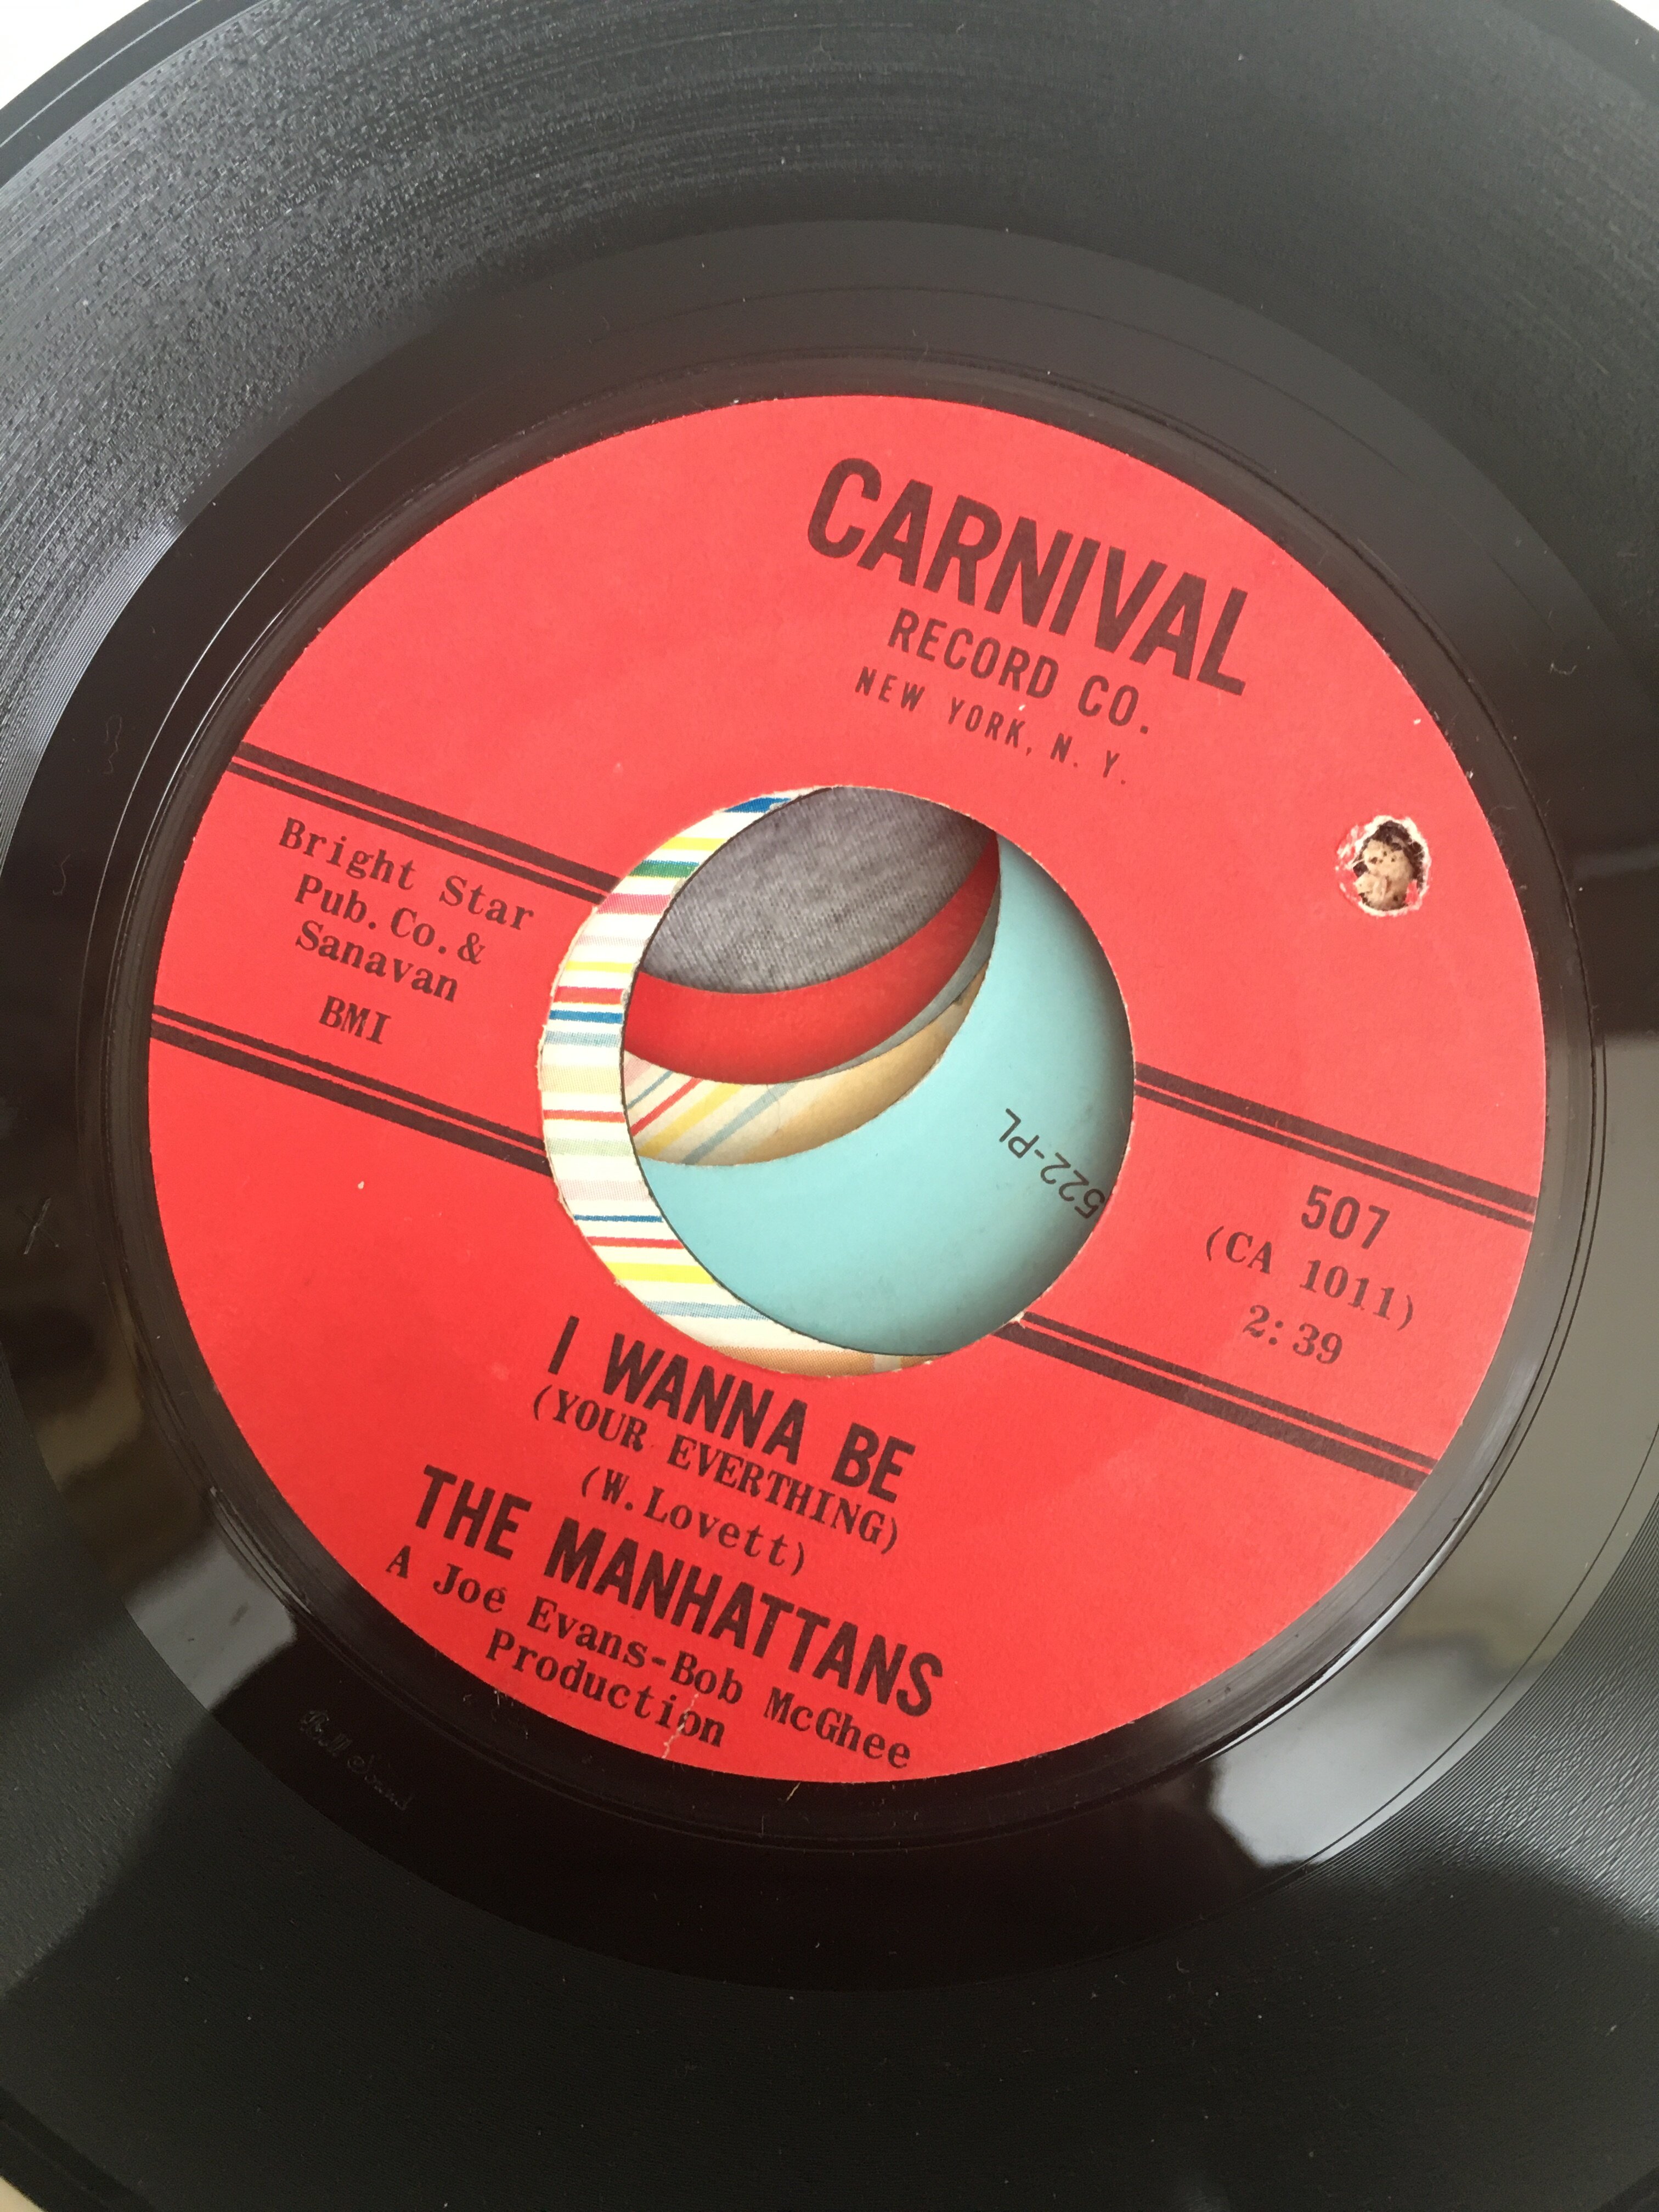 CARNIVAL
RECORD CO.
NEW YORK, N. Y.
Bright Star
Pub. Co. &
Sanavan
BMI
522-PL
507
(CA 1011)
2:39
I WANNA BE
(YOUR EVERTHING)
(W. Lovett)
THE MANHATTANS
A Joe Evans-Bob McGhee
Production